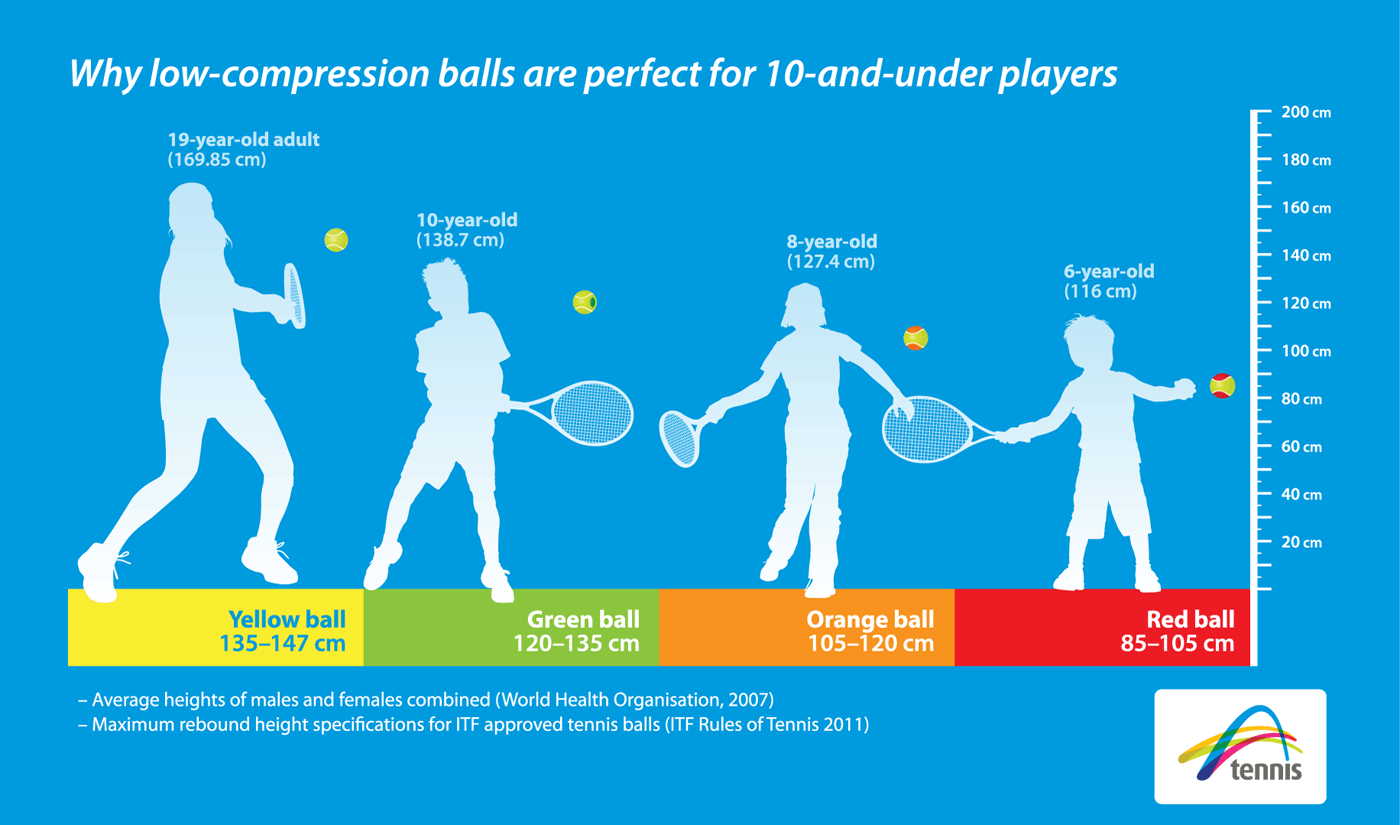 Why low-compression balls are perfect for 10-and-under players
19-year-old adult
(169.85 cm)
10-year-old
(138.7 cm)
8-year-old
(127.4 cm)
6-year-old
(116 cm)
200 cm
180 cm
160 cm
140 cm
120 cm
100 cm
80 cm
60 cm
40 cm
20 cm
Yellow ball
135–147 cm
Green ball
120–135 cm
Orange ball
105–120 cm
Red ball
85–105 cm
– Average heights of males and females combined (World Health Organisation, 2007)
– Maximum rebound height specifications for ITF approved tennis balls (ITF Rules of Tennis 2011)
tennis